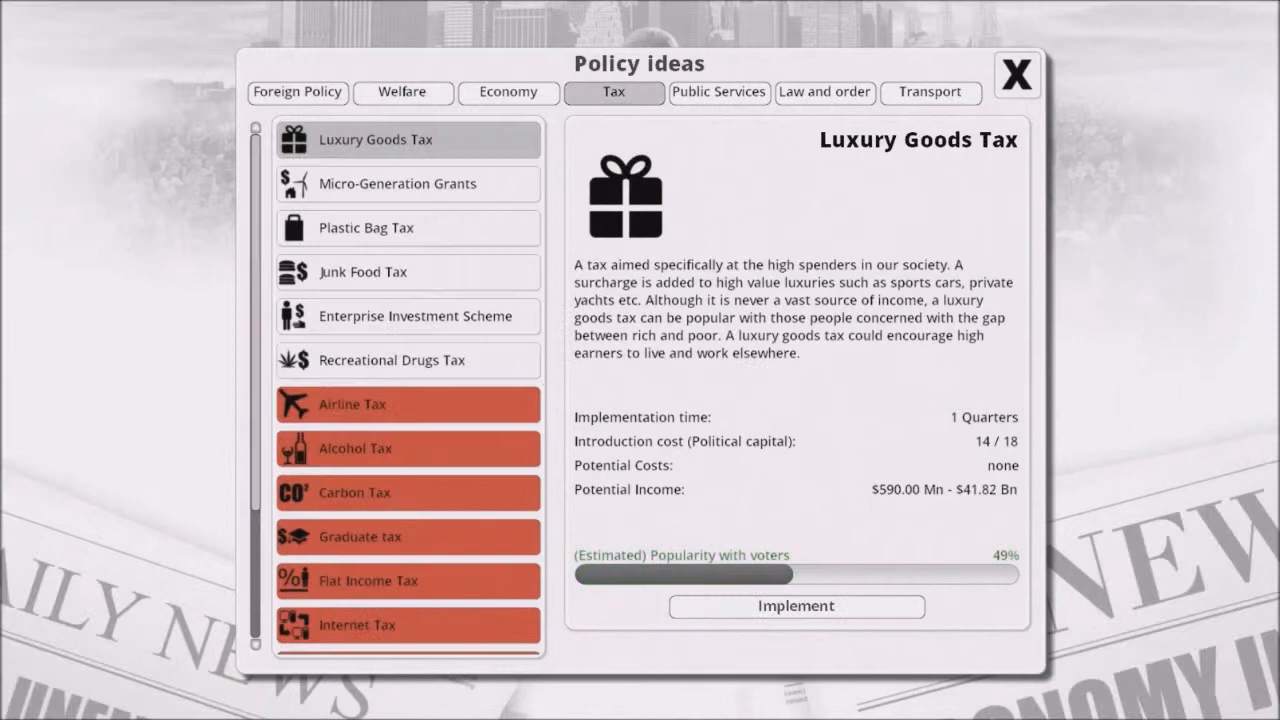 Policy ideas
X
Foreign Policy
Welfare
Economy
Tax
Public Services
Law and order
Transport
Luxury Goods Tax
Micro-Generation Grants
Plastic Bag Tax
Junk Food Tax
Enterprise Investment Scheme
Recreational Drugs Tax
Airline Tax
Alcohol Tax
CO² Carbon Tax
Graduate tax
Flat Income Tax
Internet Tax
Luxury Goods Tax
A tax aimed specifically at the high spenders in our society. A
surcharge is added to high value luxuries such as sports cars, private
yachts etc. Although it is never a vast source of income, a luxury
goods tax can be popular with those people concerned with the gap
between rich and poor. A luxury goods tax could encourage high
earners to live and work elsewhere.
Implementation time: 1 Quarters
Introduction cost (Political capital): 14 / 18
Potential Costs: none
Potential Income: $590.00 Mn - $41.82 Bn
(Estimated) Popularity with voters 49%
Implement
AILY NEWS
NEW
ONOMY I